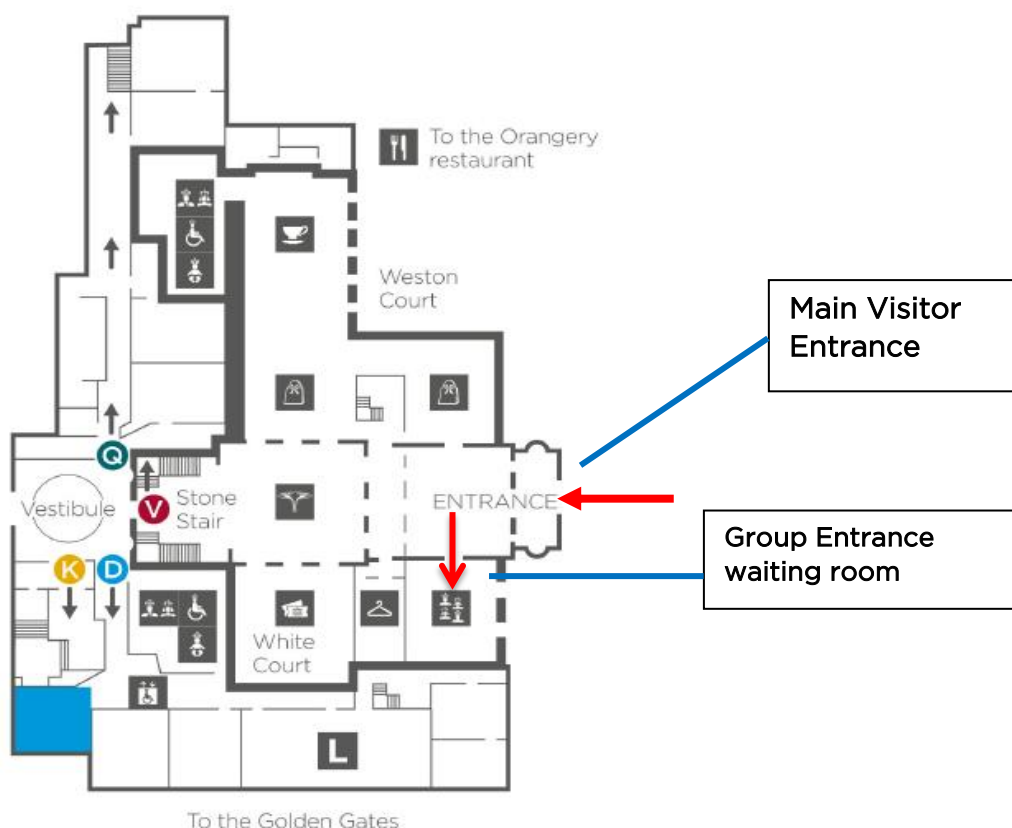 To the Orangery
restaurant
Weston
Court
Main Visitor
Entrance
Q
Vestibule
V
Stone
Stair
ENTRANCE
Group Entrance
waiting room
K
D
White
Court
L
To the Golden Gates